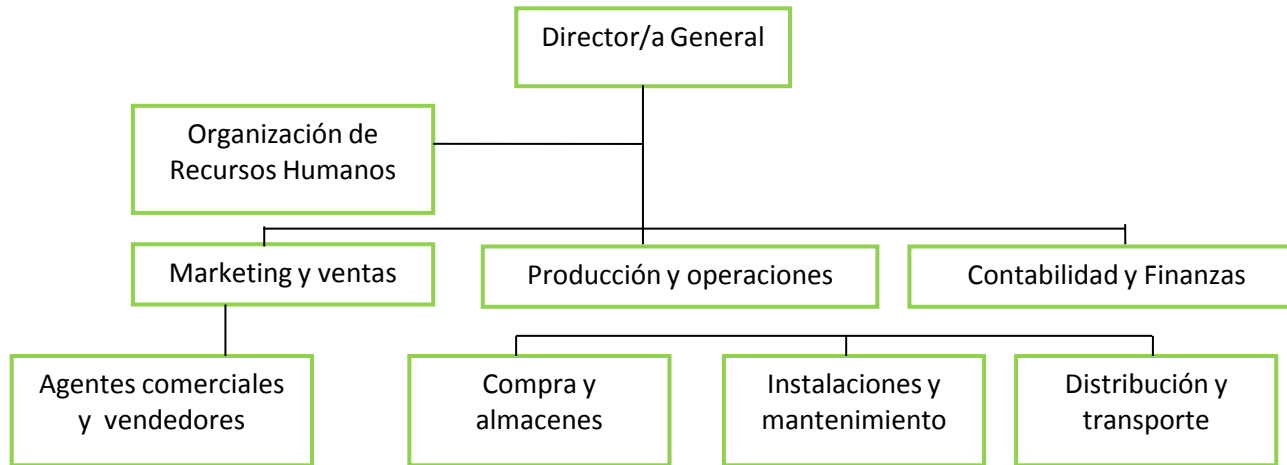 Director/a General
Organización de
Recursos Humanos
Marketing y ventas
Producción y operaciones
Contabilidad y Finanzas
Agentes comerciales
y vendedores
Compra y
almacenes
Instalaciones y
mantenimiento
Distribución y
transporte